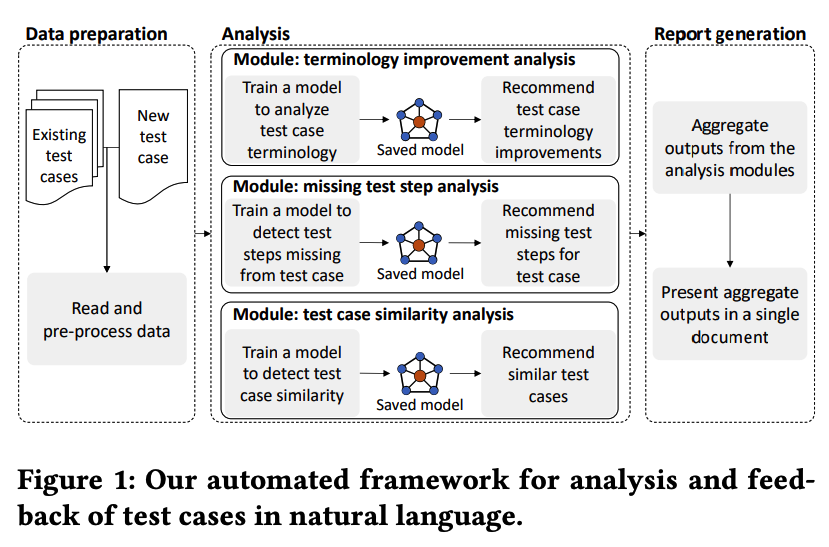 Data preparation
Existing
test
cases
New
test
case
Read and
pre-process data
Analysis
Module: terminology improvement analysis
Train a model
to analyze
test case
terminology
Saved model
Recommend
test case
terminology
improvements
Module: missing test step analysis
Train a model to
detect test
steps missing
from test case
Saved model
Recommend
missing test
steps for
test case
Module: test case similarity analysis
Train a model
to detect test
case similarity
Saved model
Recommend
similar test
cases
Report generation
Aggregate
outputs from the
analysis modules
Present aggregate
outputs in a single
document
Figure 1: Our automated framework for analysis and feed-
back of test cases in natural language.